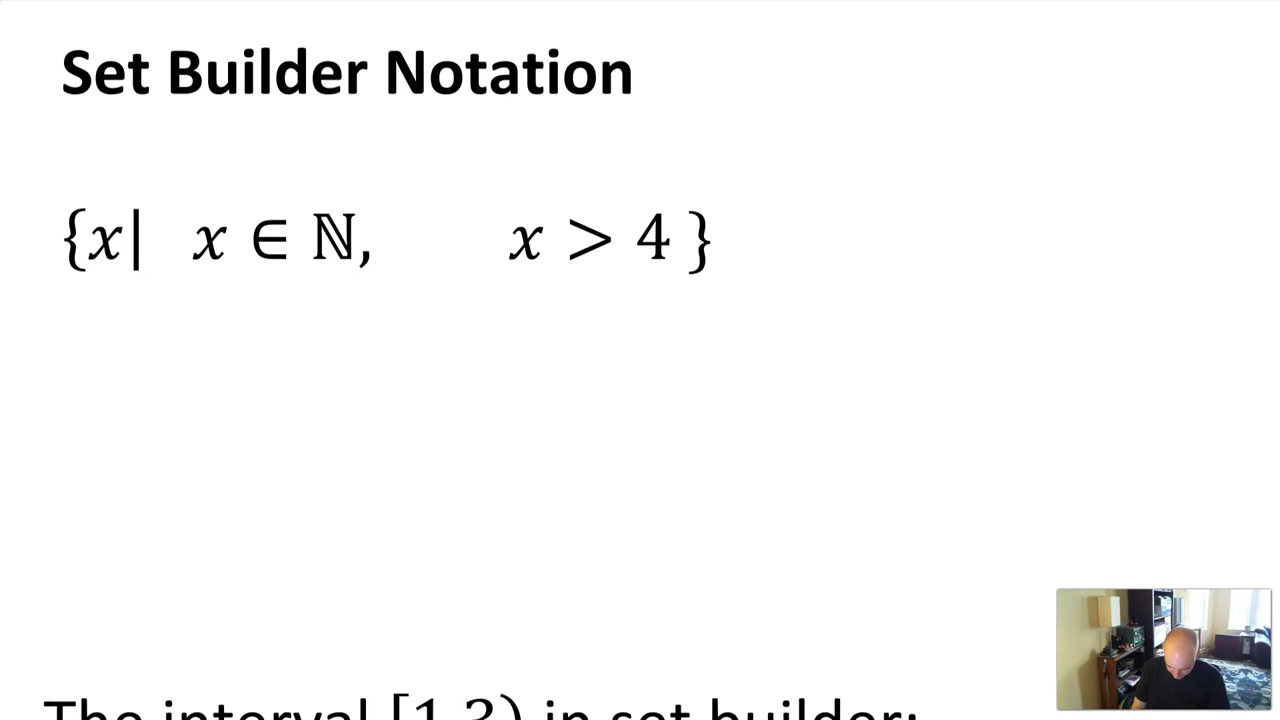 Set Builder Notation
{x| x ∈ ℕ, x > 4 }
The interval [1,3) in set builder: